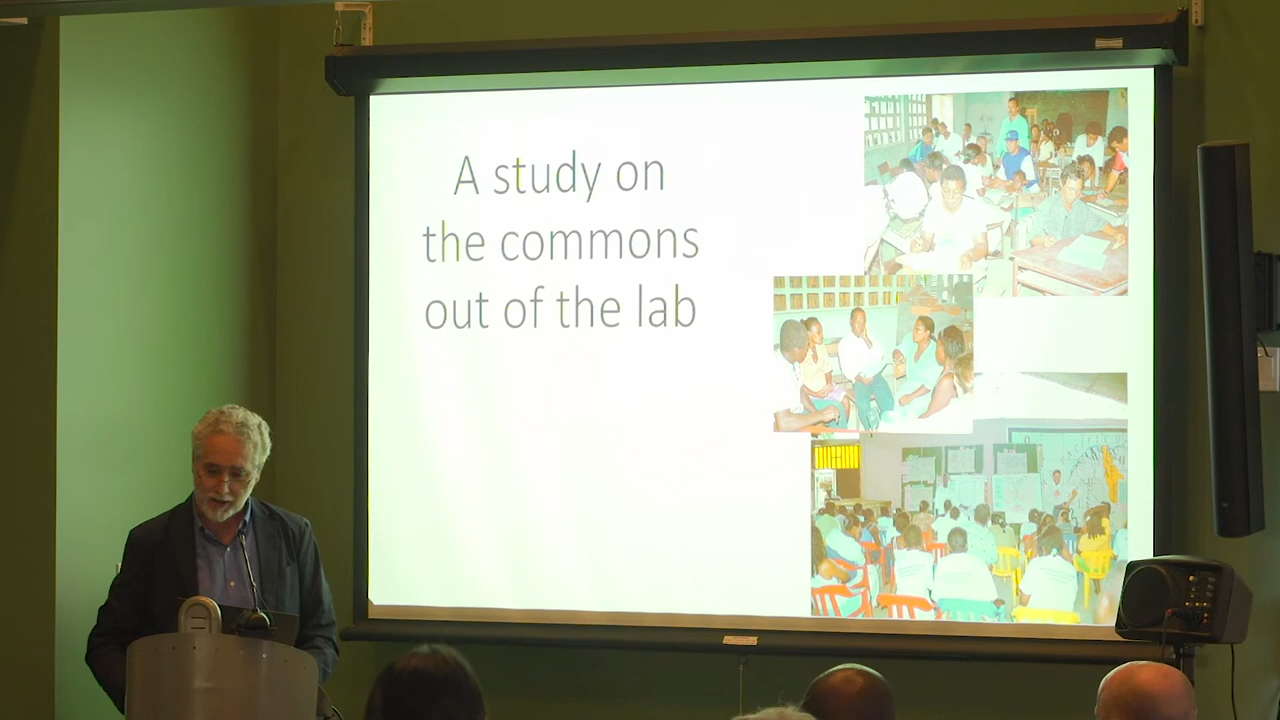 A study on
the commons
out of the lab